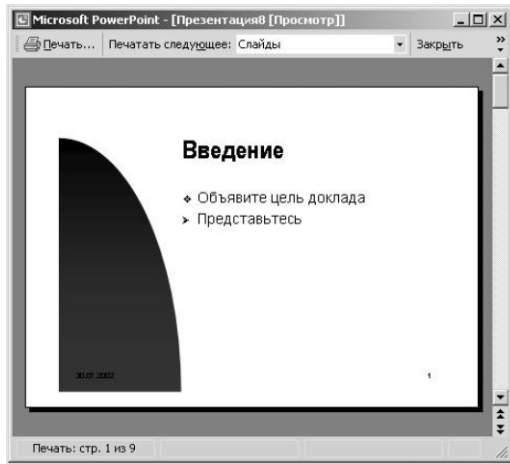 Microsoft PowerPoint - [Презентация8 [Просмотр]]
Печать... Печатать следующее: Слайды Закрыть
Введение
Объявите цель доклада
Представьтесь
30.01.2002 1
Печать: стр. 1 из 9